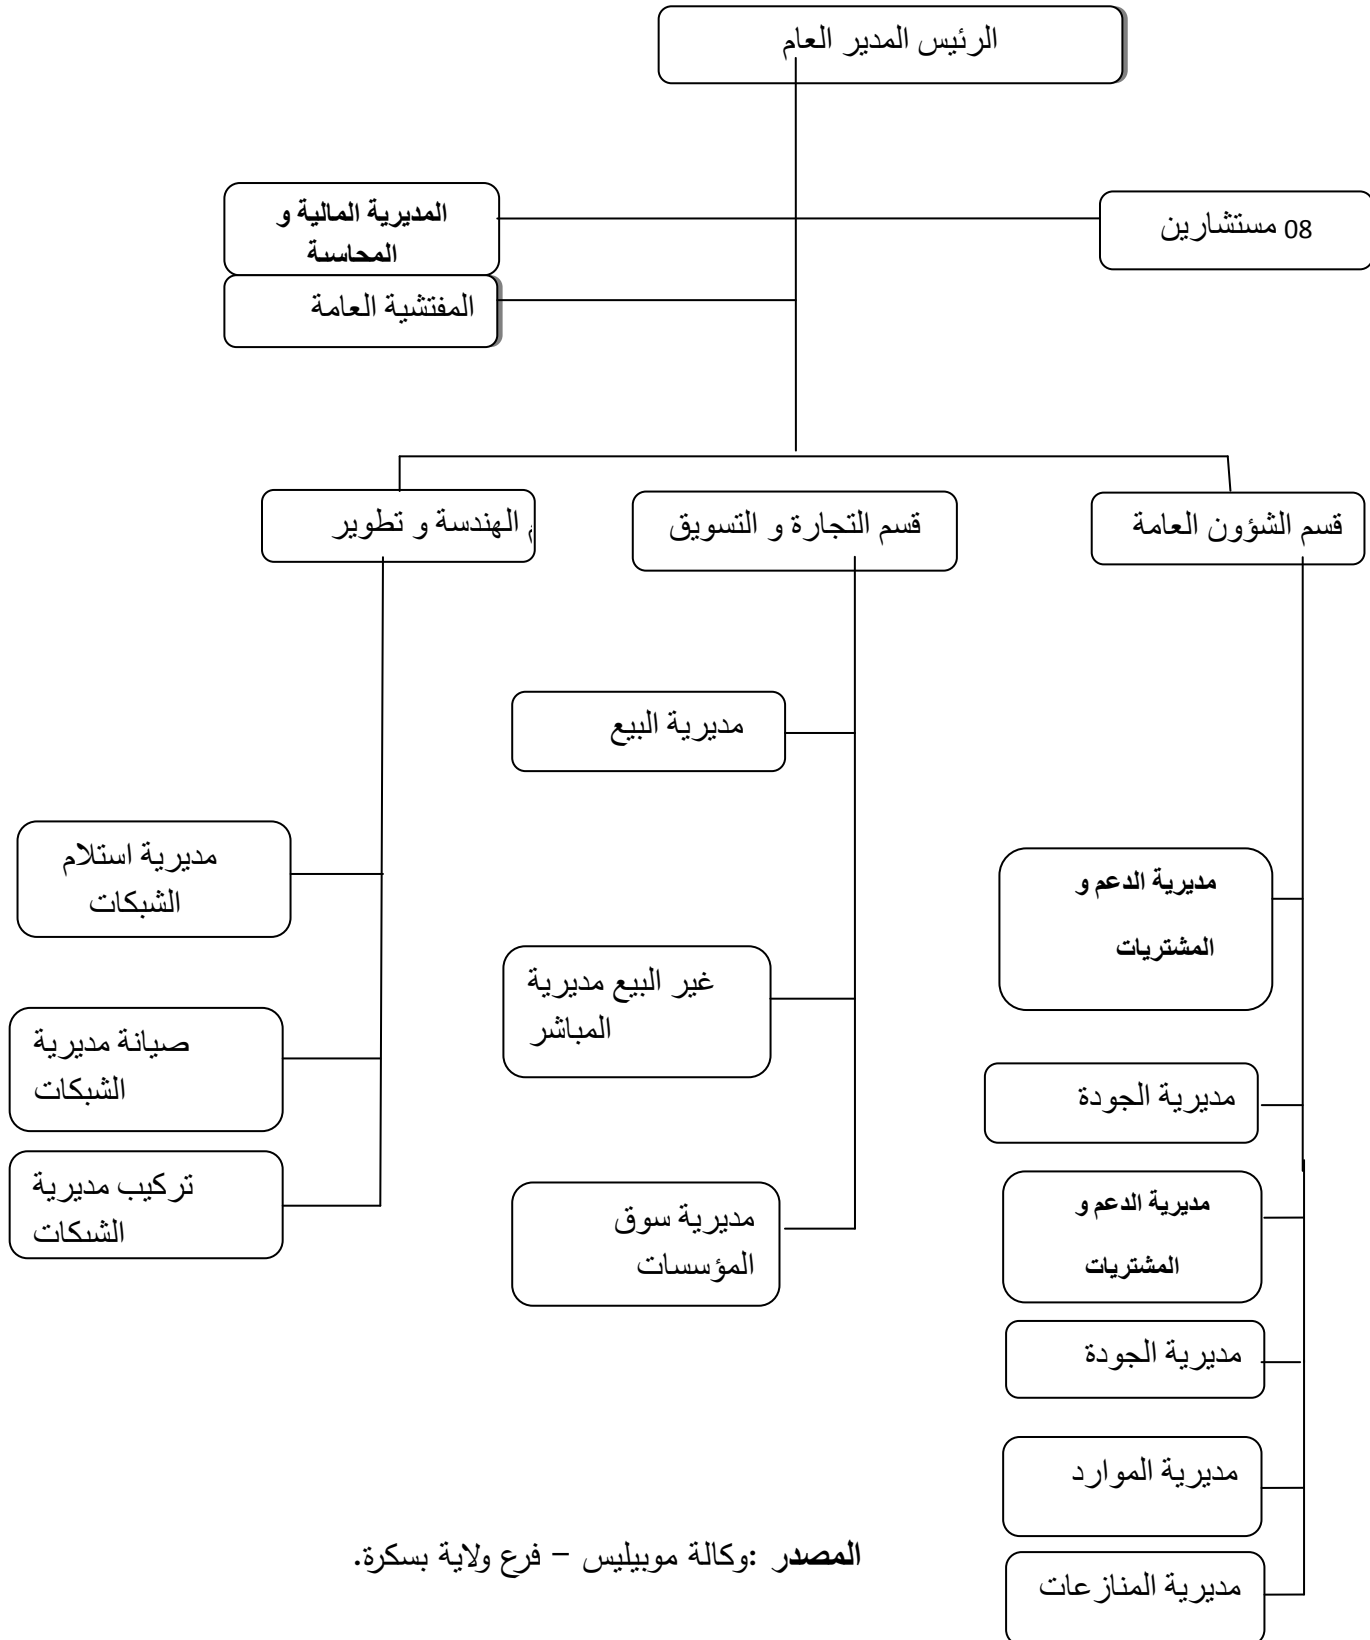 الرئيس المدير العام
08 مستشارين
المديرية المالية و
المحاسبة
المفتشية العامة
قسم الشؤون العامة
قسم التجارة و التسويق
الهندسة و تطوير
مديرية البيع
مديرية استلام
الشبكات
مديرية الدعم و
المشتريات
غير البيع مديرية
المباشر
صيانة مديرية
الشبكات
مديرية الجودة
تركيب مديرية
الشبكات
مديرية الدعم و
المشتريات
مديرية سوق
المؤسسات
مديرية الجودة
مديرية الموارد
المصدر :وكالة موبيليس – فرع ولاية بسكرة.
مديرية المنازعات